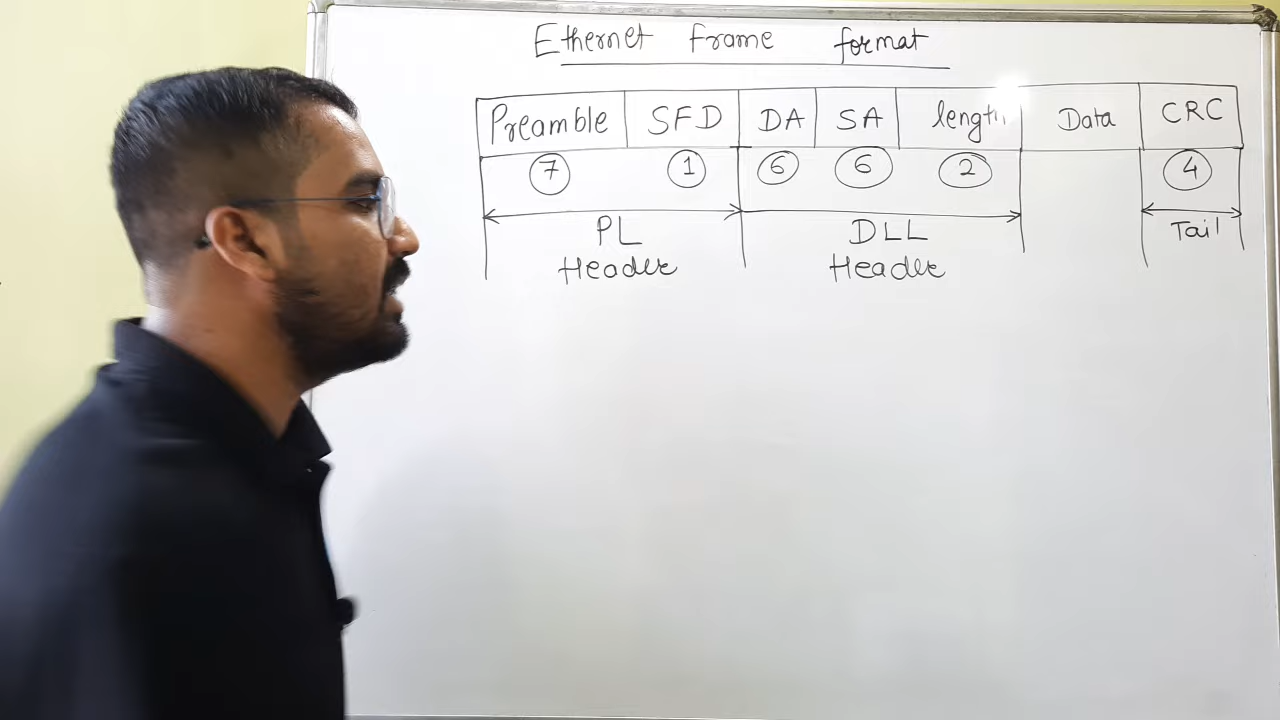 Ethernet Frame format
Preamble SFD DA SA length Data CRC
7 1 6 6 2 4
PL DLL Tail
Header Header